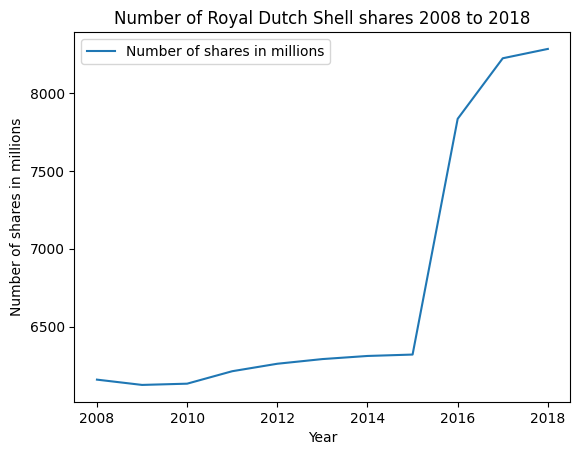 Number of Royal Dutch Shell shares 2008 to 2018
Number of shares in millions
Number of shares in millions
8000
7500
7000
6500
2008 2010 2012 2014 2016 2018
Year